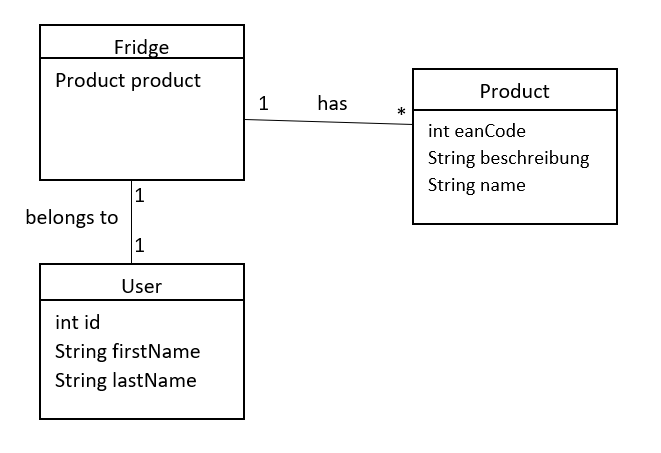 Fridge
Product product
1 has *
Product
int eanCode
String beschreibung
String name
1
belongs to
1
User
int id
String firstName
String lastName